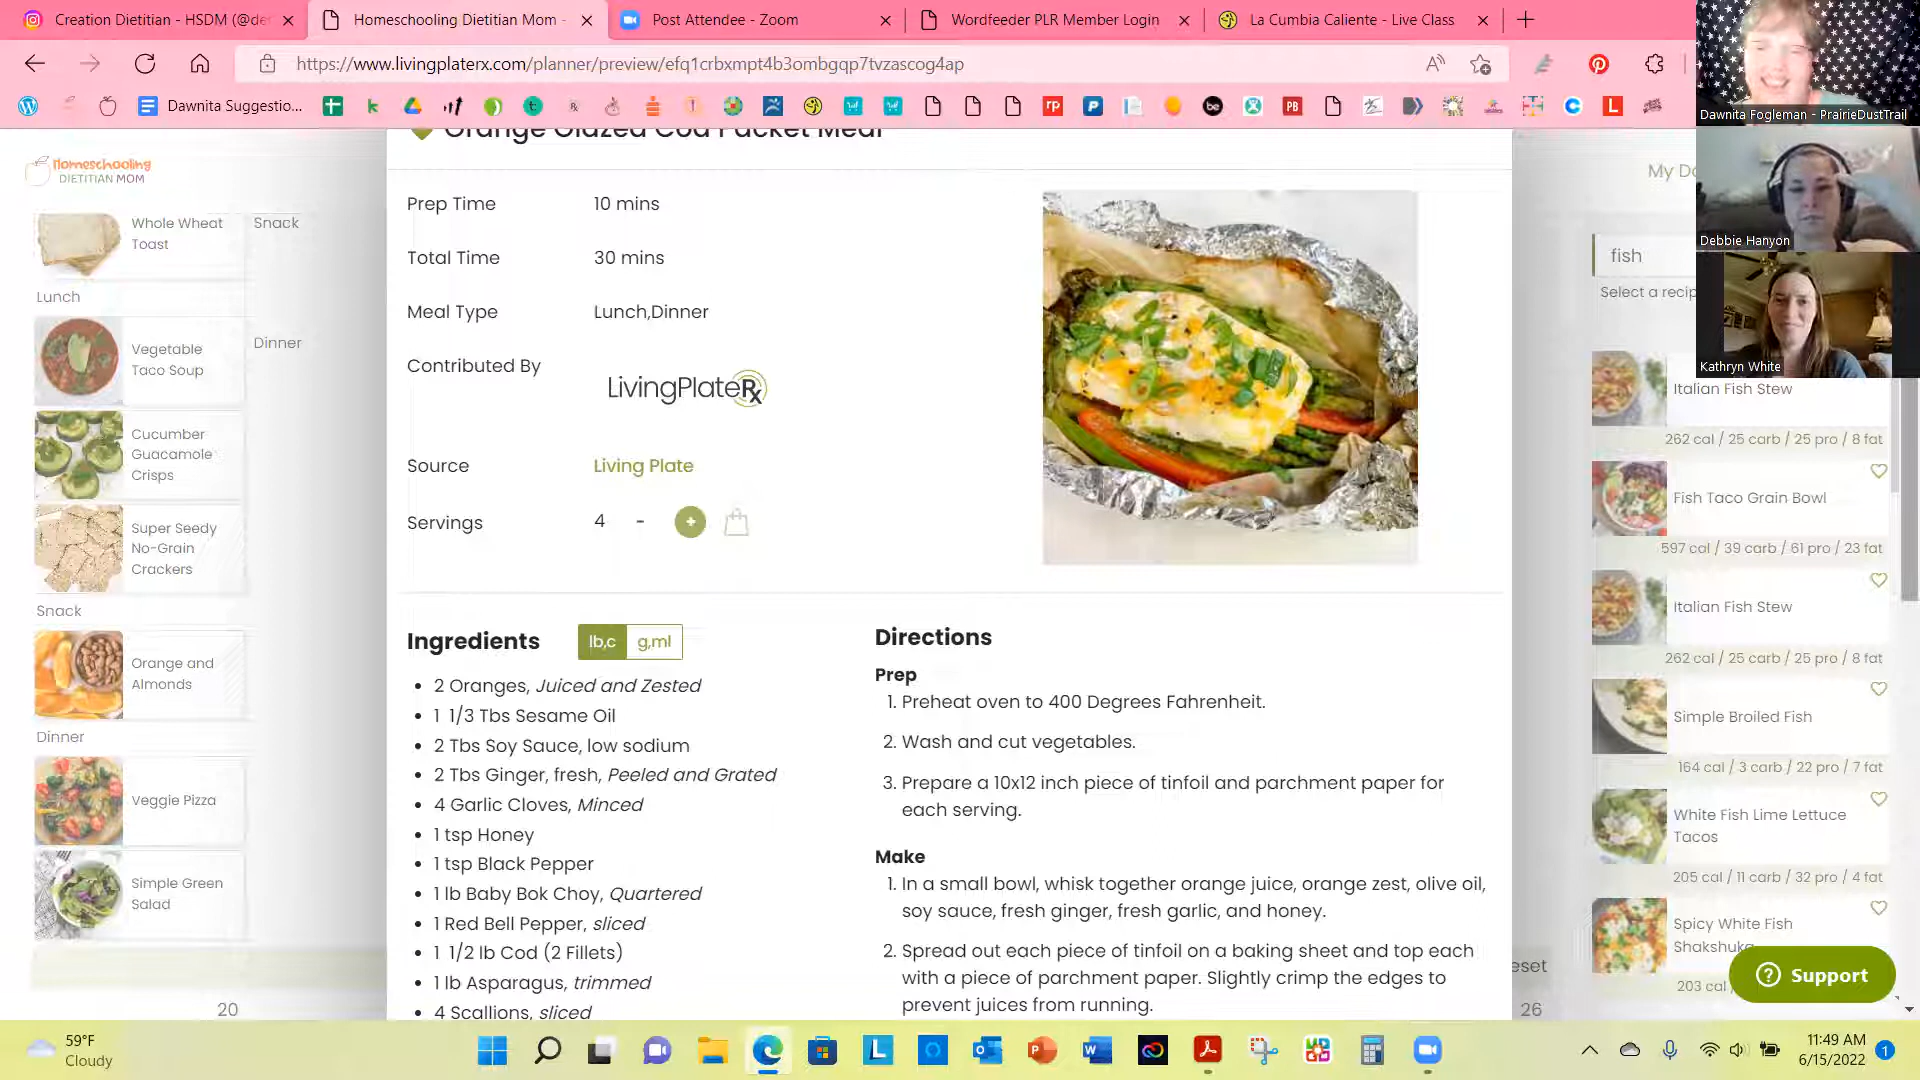 Creation Dietitian - HSDM (@de
Homeschooling Dietitian Mom -
Post Attendee - Zoom
Wordfeeder PLR Member Login
La Cumbia Caliente - Live Class
https://www.livingplaterx.com/planner/preview/efq1crbxmpt4b3ombgqp7tvzascog4ap
Dawnita Suggestio...
Dawnita Fogleman - PrairieDustTrail
Debbie Hanyon
Kathryn White
Homeschooling
DIETITIAN MOM
Whole Wheat
Toast
Snack
Lunch
Vegetable
Taco Soup
Dinner
Cucumber
Guacamole
Crisps
Super Seedy
No-Grain
Crackers
Snack
Orange and
Almonds
Dinner
Veggie Pizza
Simple Green
Salad
20
Orange Glazed Cod Packet Meal
Prep Time 10 mins
Total Time 30 mins
Meal Type Lunch,Dinner
Contributed By LivingPlateRx
Source Living Plate
Servings 4 - +
Ingredients lb,c g,ml
2 Oranges, Juiced and Zested
1 1/3 Tbs Sesame Oil
2 Tbs Soy Sauce, low sodium
2 Tbs Ginger, fresh, Peeled and Grated
4 Garlic Cloves, Minced
1 tsp Honey
1 tsp Black Pepper
1 lb Baby Bok Choy, Quartered
1 Red Bell Pepper, sliced
1 1/2 lb Cod (2 Fillets)
1 lb Asparagus, trimmed
4 Scallions, sliced
Directions
Prep
1. Preheat oven to 400 Degrees Fahrenheit.
2. Wash and cut vegetables.
3. Prepare a 10x12 inch piece of tinfoil and parchment paper for
each serving.
Make
1. In a small bowl, whisk together orange juice, orange zest, olive oil,
soy sauce, fresh ginger, fresh garlic, and honey.
2. Spread out each piece of tinfoil on a baking sheet and top each
with a piece of parchment paper. Slightly crimp the edges to
prevent juices from running.
My Da
fish
Select a recip
Italian Fish Stew
262 cal / 25 carb / 25 pro / 8 fat
Fish Taco Grain Bowl
597 cal / 39 carb / 61 pro / 23 fat
Italian Fish Stew
262 cal / 25 carb / 25 pro / 8 fat
Simple Broiled Fish
164 cal / 3 carb / 22 pro / 7 fat
White Fish Lime Lettuce
Tacos
205 cal / 11 carb / 32 pro / 4 fat
Spicy White Fish
Shakshuka
203 cal
Support
eset
26
59°F
Cloudy
11:49 AM
6/15/2022
1